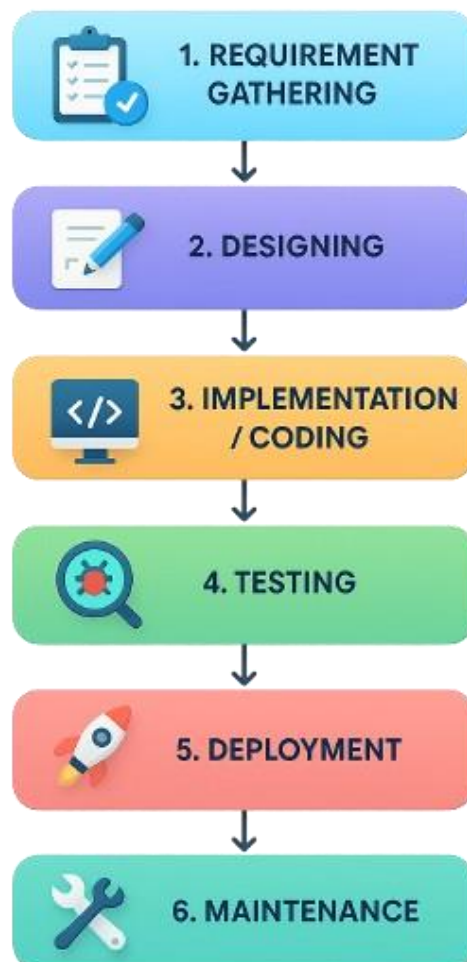 1. REQUIREMENT
GATHERING
2. DESIGNING
</>
3. IMPLEMENTATION
/ CODING
4. TESTING
5. DEPLOYMENT
6. MAINTENANCE